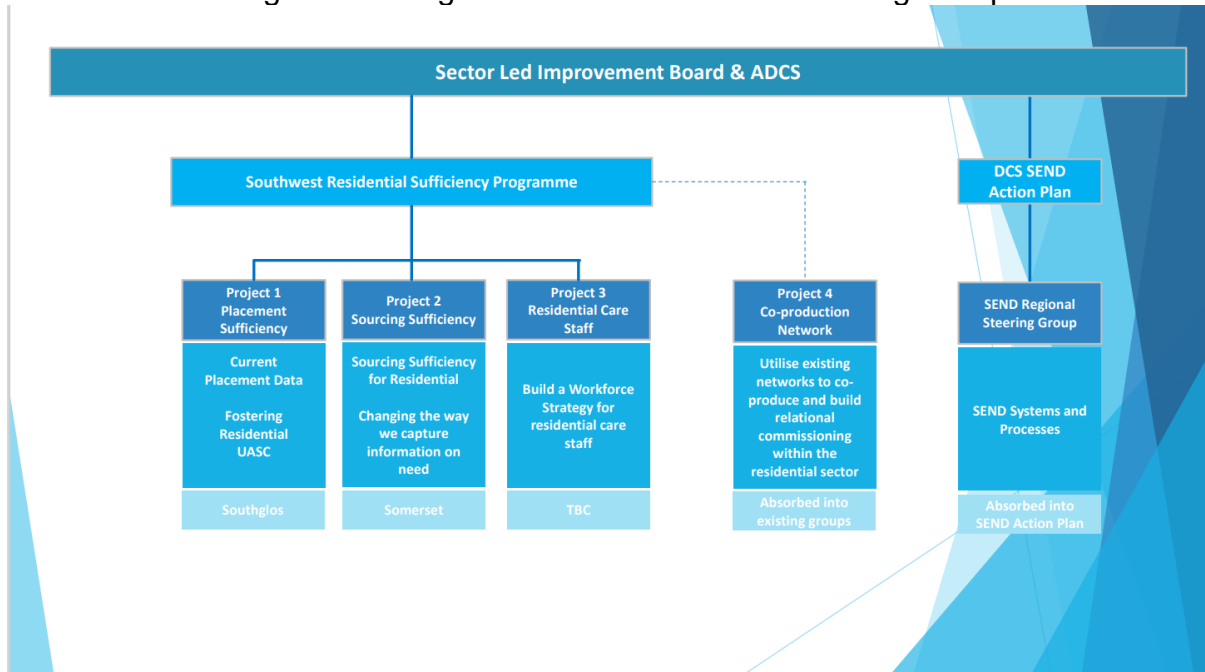 Sector Led Improvement Board & ADCS
Southwest Residential Sufficiency Programme
DCS SEND
Action Plan
Project 1
Placement
Sufficiency
Current
Placement Data
Fostering
Residential
UASC
Southglos
Project 2
Sourcing Sufficiency
Sourcing Sufficiency
for Residential
Changing the way
we capture
information on
need
Somerset
Project 3
Residential Care
Staff
Build a Workforce
Strategy for
residential care
staff
TBC
Project 4
Co-production
Network
Utilise existing
networks to co-
produce and build
relational
commissioning
within the
residential sector
Absorbed into
existing groups
SEND Regional
Steering Group
SEND Systems and
Processes
Absorbed into
SEND Action Plan